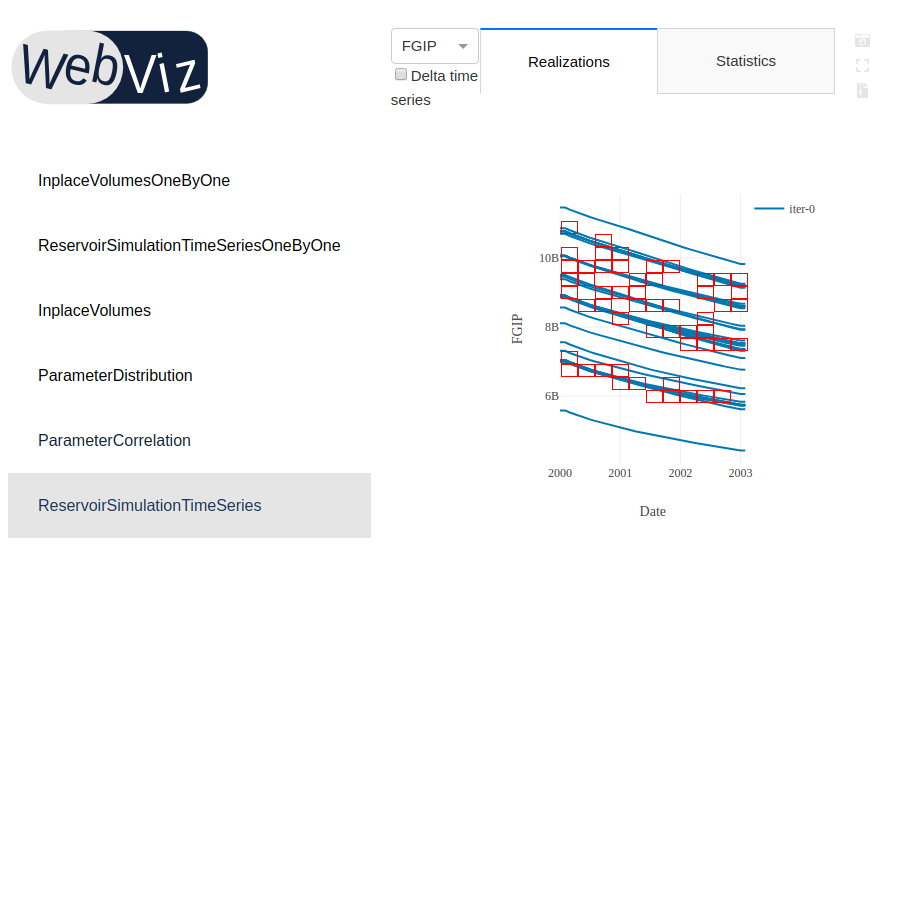 WebViz
FGIP
Delta time
series
Realizations
Statistics
InplaceVolumesOneByOne
ReservoirSimulationTimeSeriesOneByOne
InplaceVolumes
ParameterDistribution
ParameterCorrelation
ReservoirSimulationTimeSeries
iter-0
10B
8B
6B
FGIP
2000 2001 2002 2003
Date